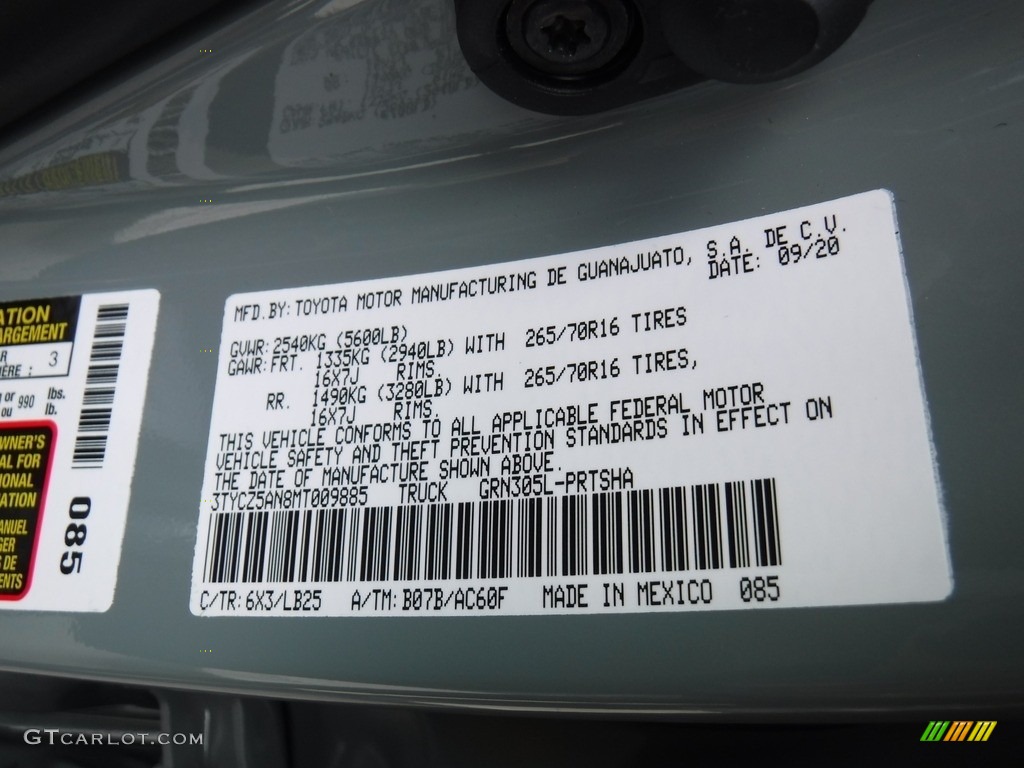 MFD.BY: TOYOTA MOTOR MANUFACTURING DE GUANAJUATO, S.A. DE C.V.
DATE: 09/20
GVWR: 2540KG (5600LB)
GAWR: FRT. 1335KG (2940LB) WITH 265/70R16 TIRES
16X7J RIMS.
RR. 1490KG (3280LB) WITH 265/70R16 TIRES,
16X7J RIMS.
THIS VEHICLE CONFORMS TO ALL APPLICABLE FEDERAL MOTOR
VEHICLE SAFETY AND THEFT PREVENTION STANDARDS IN EFFECT ON
THE DATE OF MANUFACTURE SHOWN ABOVE.
3TYCZ5AN8MT009885 TRUCK GRN305L-PRTSHA
C/TR: 6X3/LB25 A/TM: B07B/AC60F MADE IN MEXICO 085
3
or 990 lbs.
ou lb.
085
GTCARLOT.COM